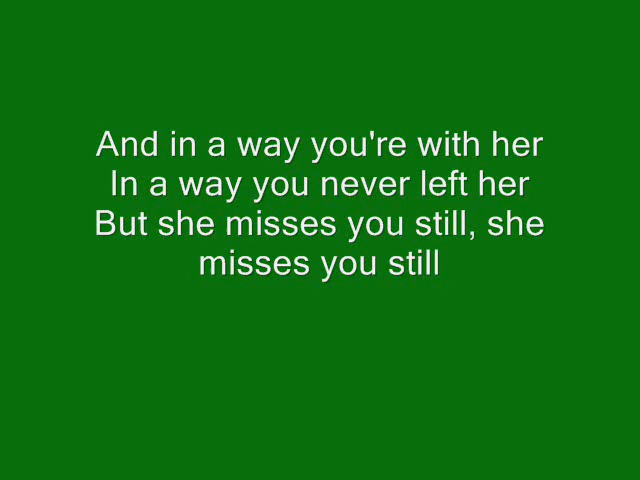 And in a way you're with her
In a way you never left her
But she misses you still, she
misses you still